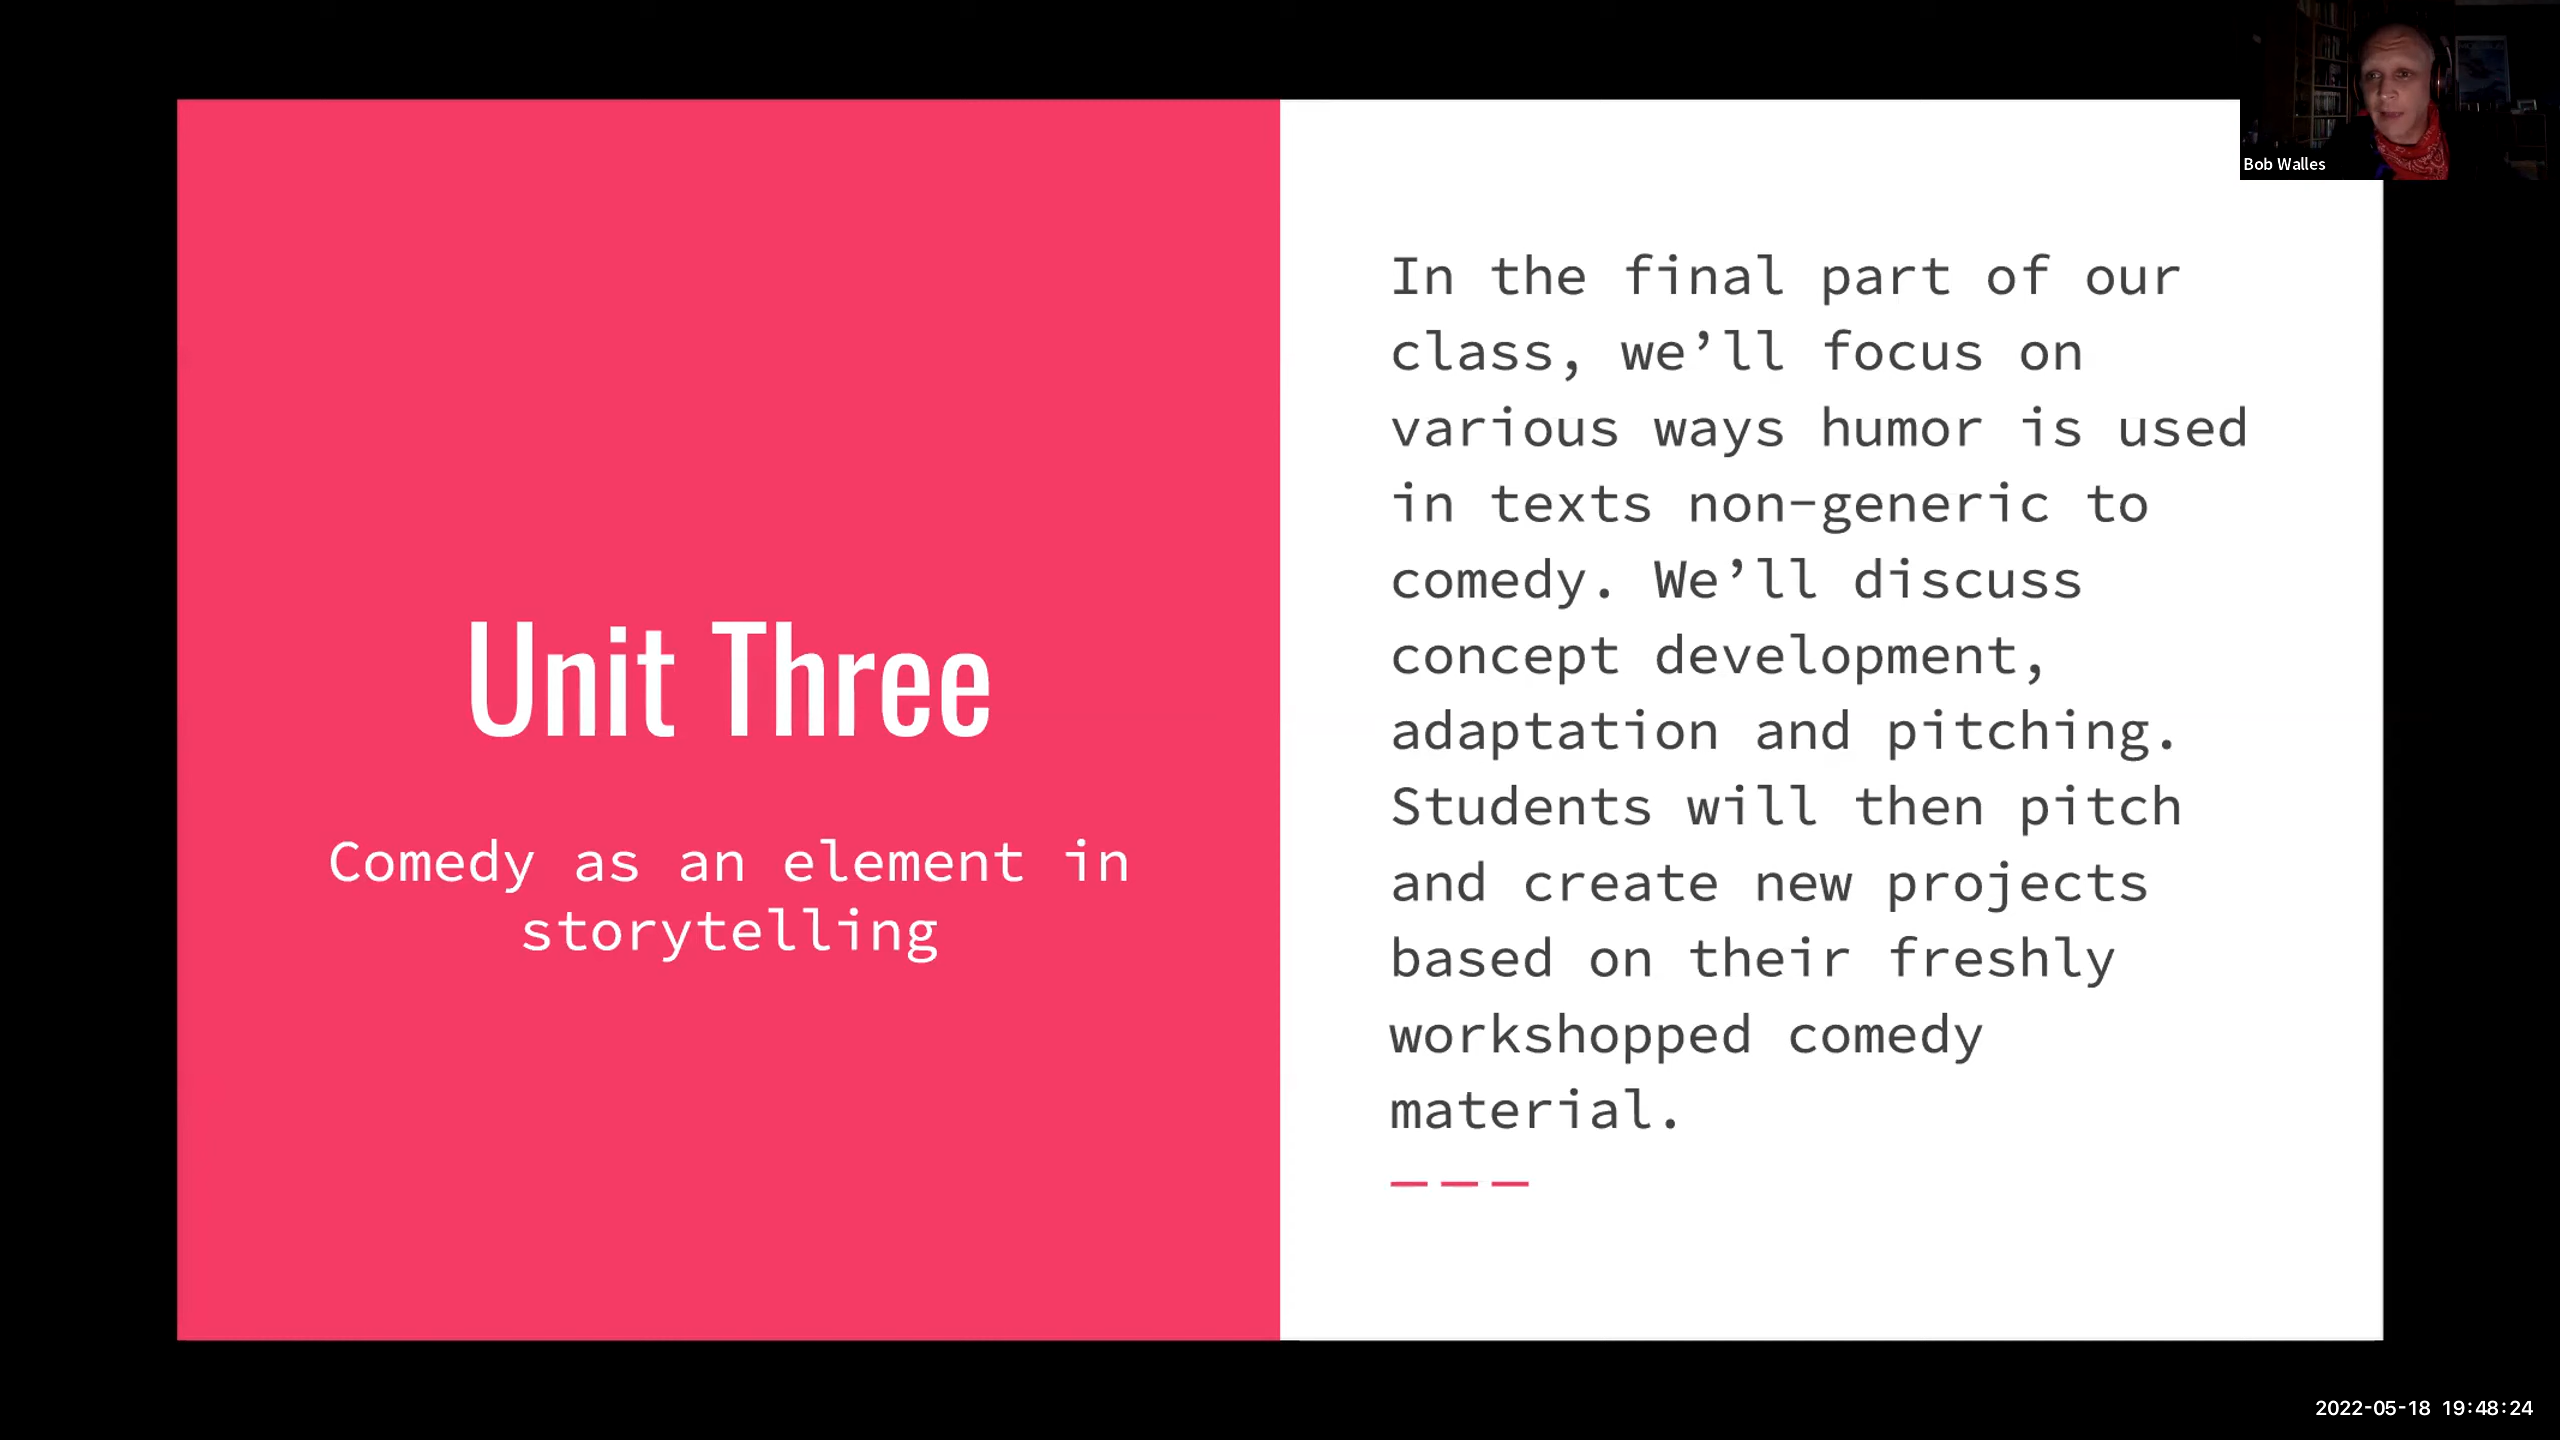 Bob Walles
Unit Three
Comedy as an element in
storytelling
In the final part of our
class, we’ll focus on
various ways humor is used
in texts non-generic to
comedy. We’ll discuss
concept development,
adaptation and pitching.
Students will then pitch
and create new projects
based on their freshly
workshopped comedy
material.
2022-05-18 19:48:24